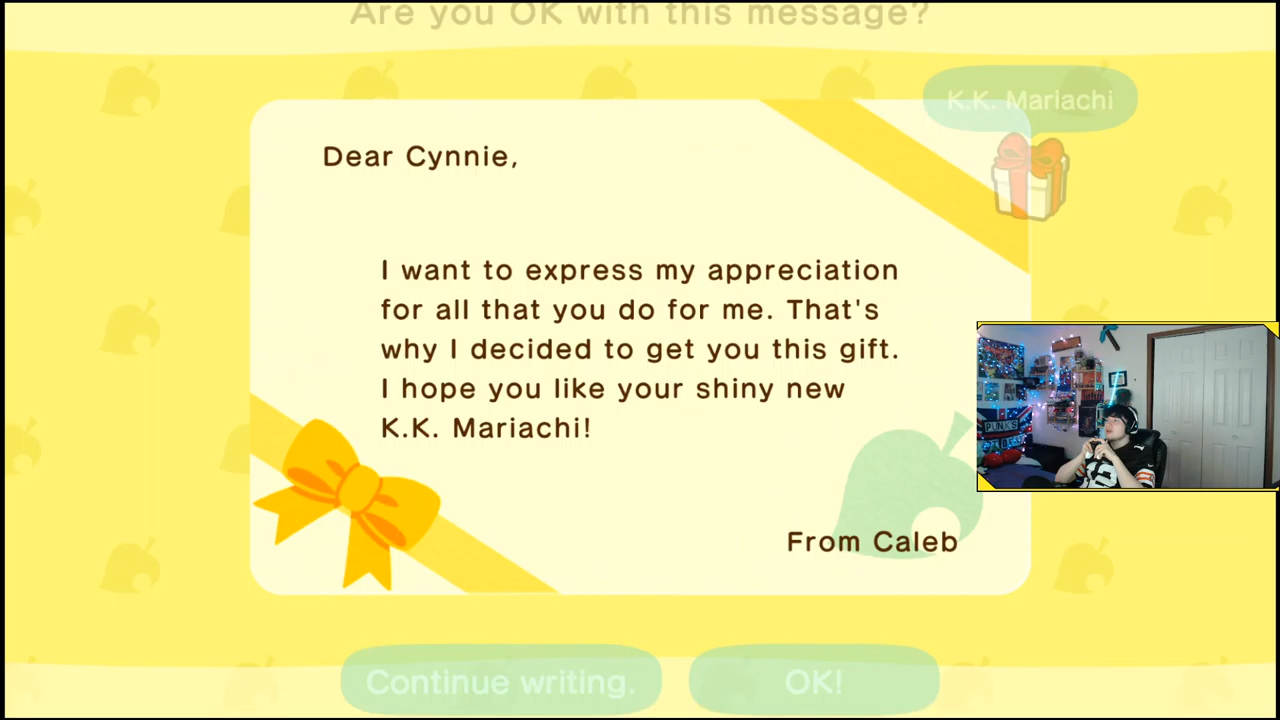 Are you OK with this message?
K.K. Mariachi
Dear Cynnie,
I want to express my appreciation
for all that you do for me. That's
why I decided to get you this gift.
I hope you like your shiny new
K.K. Mariachi!
From Caleb
Continue writing.
OK!
PUNKS